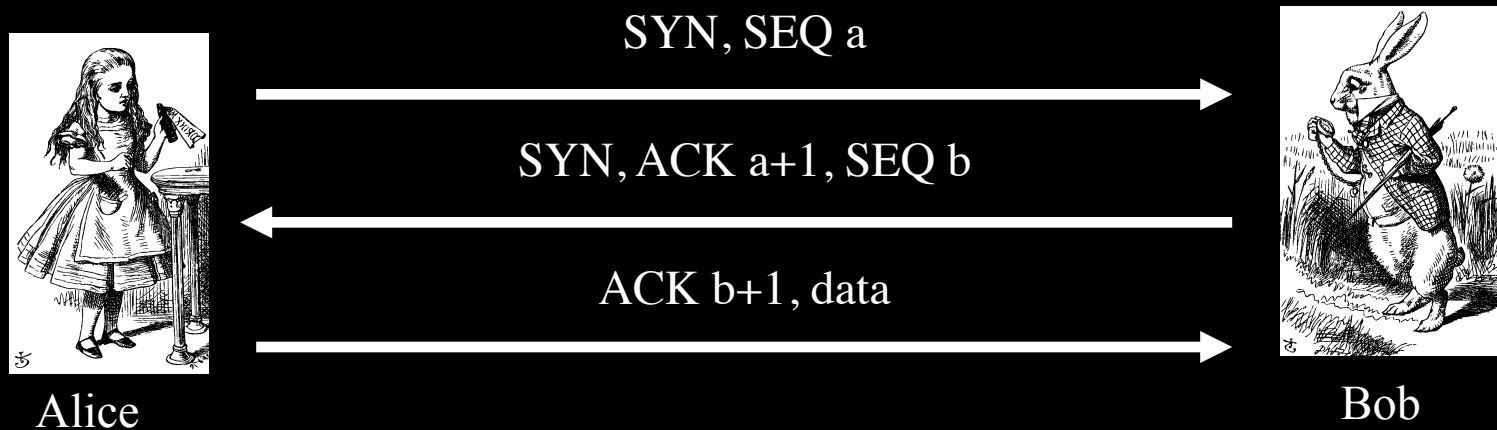 SYN, SEQ a
SYN, ACK a+1, SEQ b
ACK b+1, data
Alice
Bob